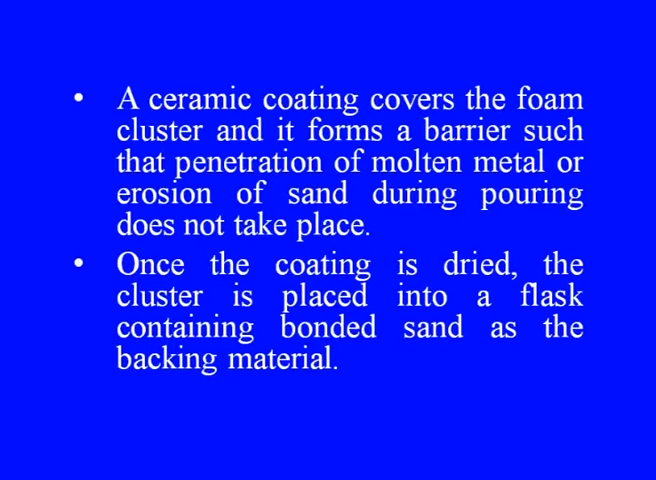 • A ceramic coating covers the foam
cluster and it forms a barrier such
that penetration of molten metal or
erosion of sand during pouring
does not take place.
• Once the coating is dried, the
cluster is placed into a flask
containing bonded sand as the
backing material.